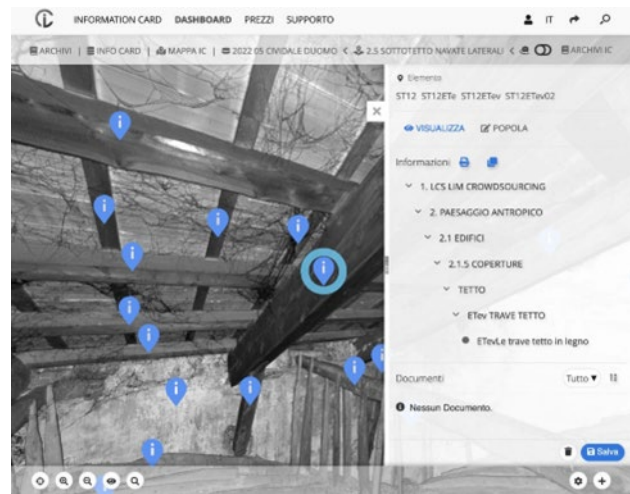 INFORMATION CARD DASHBOARD PREZZI SUPPORTO IT
ARCHIVI | INFO CARD | MAPPA IC | 2022 05 CIVIDALE DUOMO < 2.5 SOTTOTETTO NAVATE LATERALI < ARCHIVI IC
Elemento
ST12 ST12ETe ST12ETev ST12ETev02
VISUALIZZA POPOLA
Informazioni
1. LCS LIM CROWDSOURCING
2. PAESAGGIO ANTROPICO
2.1 EDIFICI
2.1.5 COPERTURE
TETTO
ETev TRAVE TETTO
ETevLe trave tetto in legno
Documenti Tutto
Nessun Documento.
Salva